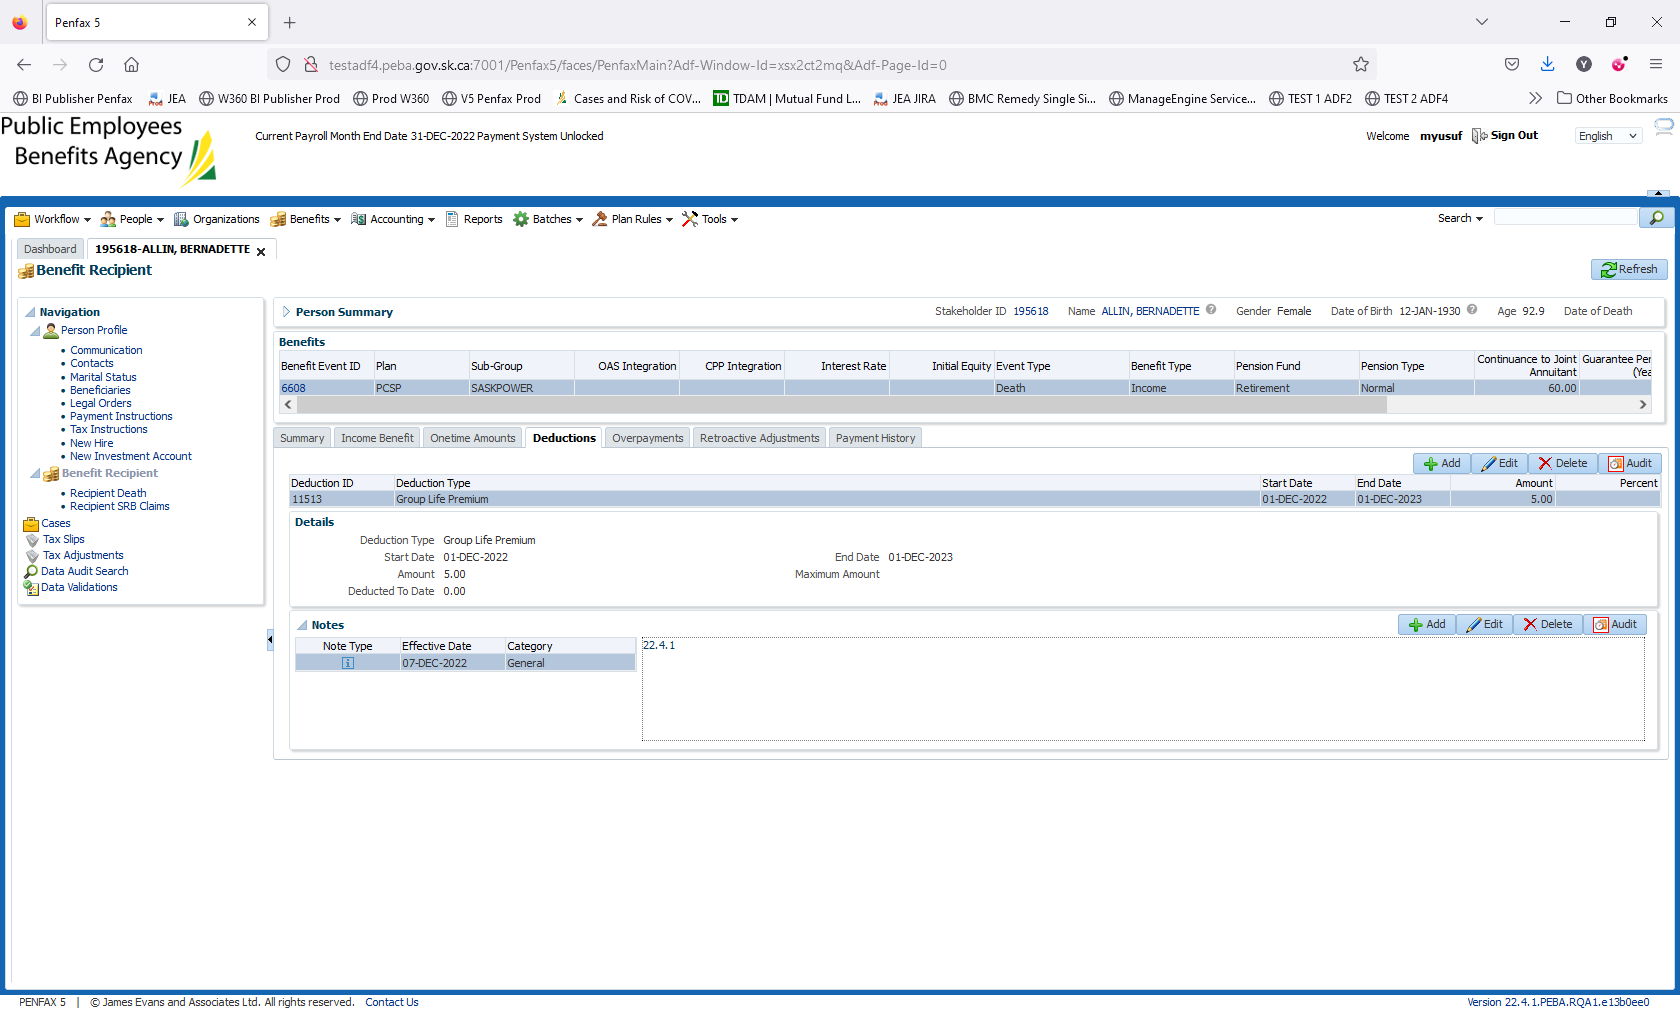 Penfax 5
testadf4.peba.gov.sk.ca:7001/Penfax5/faces/PenfaxMain?Adf-Window-Id=xsx2ct2mq&Adf-Page-Id=0
BI Publisher Penfax JEA W360 BI Publisher Prod Prod W360 V5 Penfax Prod Cases and Risk of COV... TDAM | Mutual Fund L... JEA JIRA BMC Remedy Single Si... ManageEngine Service... TEST 1 ADF2 TEST 2 ADF4 Other Bookmarks
Public Employees
Benefits Agency
Current Payroll Month End Date 31-DEC-2022 Payment System Unlocked
Welcome myusuf Sign Out English
Workflow People Organizations Benefits Accounting Reports Batches Plan Rules Tools Search
Dashboard 195618-ALLIN, BERNADETTE
Benefit Recipient
Refresh
Navigation
Person Profile
Communication
Contacts
Marital Status
Beneficiaries
Legal Orders
Payment Instructions
Tax Instructions
New Hire
New Investment Account
Benefit Recipient
Recipient Death
Recipient SRB Claims
Cases
Tax Slips
Tax Adjustments
Data Audit Search
Data Validations
Person Summary Stakeholder ID 195618 Name ALLIN, BERNADETTE Gender Female Date of Birth 12-JAN-1930 Age 92.9 Date of Death
Benefits
Benefit Event ID Plan Sub-Group OAS Integration CPP Integration Interest Rate Initial Equity Event Type Benefit Type Pension Fund Pension Type Continuance to Joint Annuitant Guarantee Per (Yea
6608 PCSP SASKPOWER Death Income Retirement Normal 60.00
Summary Income Benefit Onetime Amounts Deductions Overpayments Retroactive Adjustments Payment History
Add Edit Delete Audit
Deduction ID Deduction Type Start Date End Date Amount Percent
11513 Group Life Premium 01-DEC-2022 01-DEC-2023 5.00
Details
Deduction Type Group Life Premium
Start Date 01-DEC-2022 End Date 01-DEC-2023
Amount 5.00 Maximum Amount
Deducted To Date 0.00
Notes
Add Edit Delete Audit
Note Type Effective Date Category
07-DEC-2022 General
22.4.1
PENFAX 5 | © James Evans and Associates Ltd. All rights reserved. Contact Us
Version 22.4.1.PEBA.RQA1.e13b0ee0